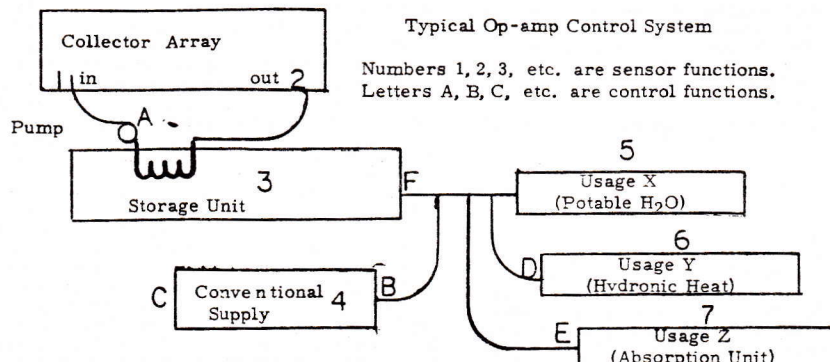 Typical Op-amp Control System
Numbers 1, 2, 3, etc. are sensor functions.
Letters A, B, C, etc. are control functions.
Collector Array
1 in
out 2
Pump
A
3
Storage Unit
F
5
Usage X
(Potable H₂O)
6
D
Usage Y
(Hydronic Heat)
C
Conventional
Supply
4
B
7
E
Usage Z
(Absorption Unit)